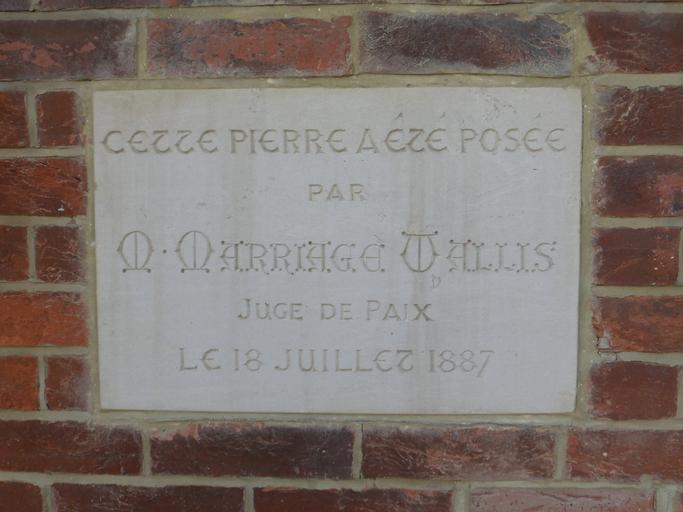 CETTE PIERRE A ÉTÉ POSÉE
PAR
M. MARRIAGE WALLIS
JUGE DE PAIX
LE 18 JUILLET 1887